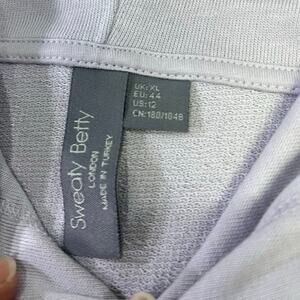 Sweaty Betty
LONDON
MADE IN TURKEY
UK: XL
EU: 44
US: 12
CN: 180/104B